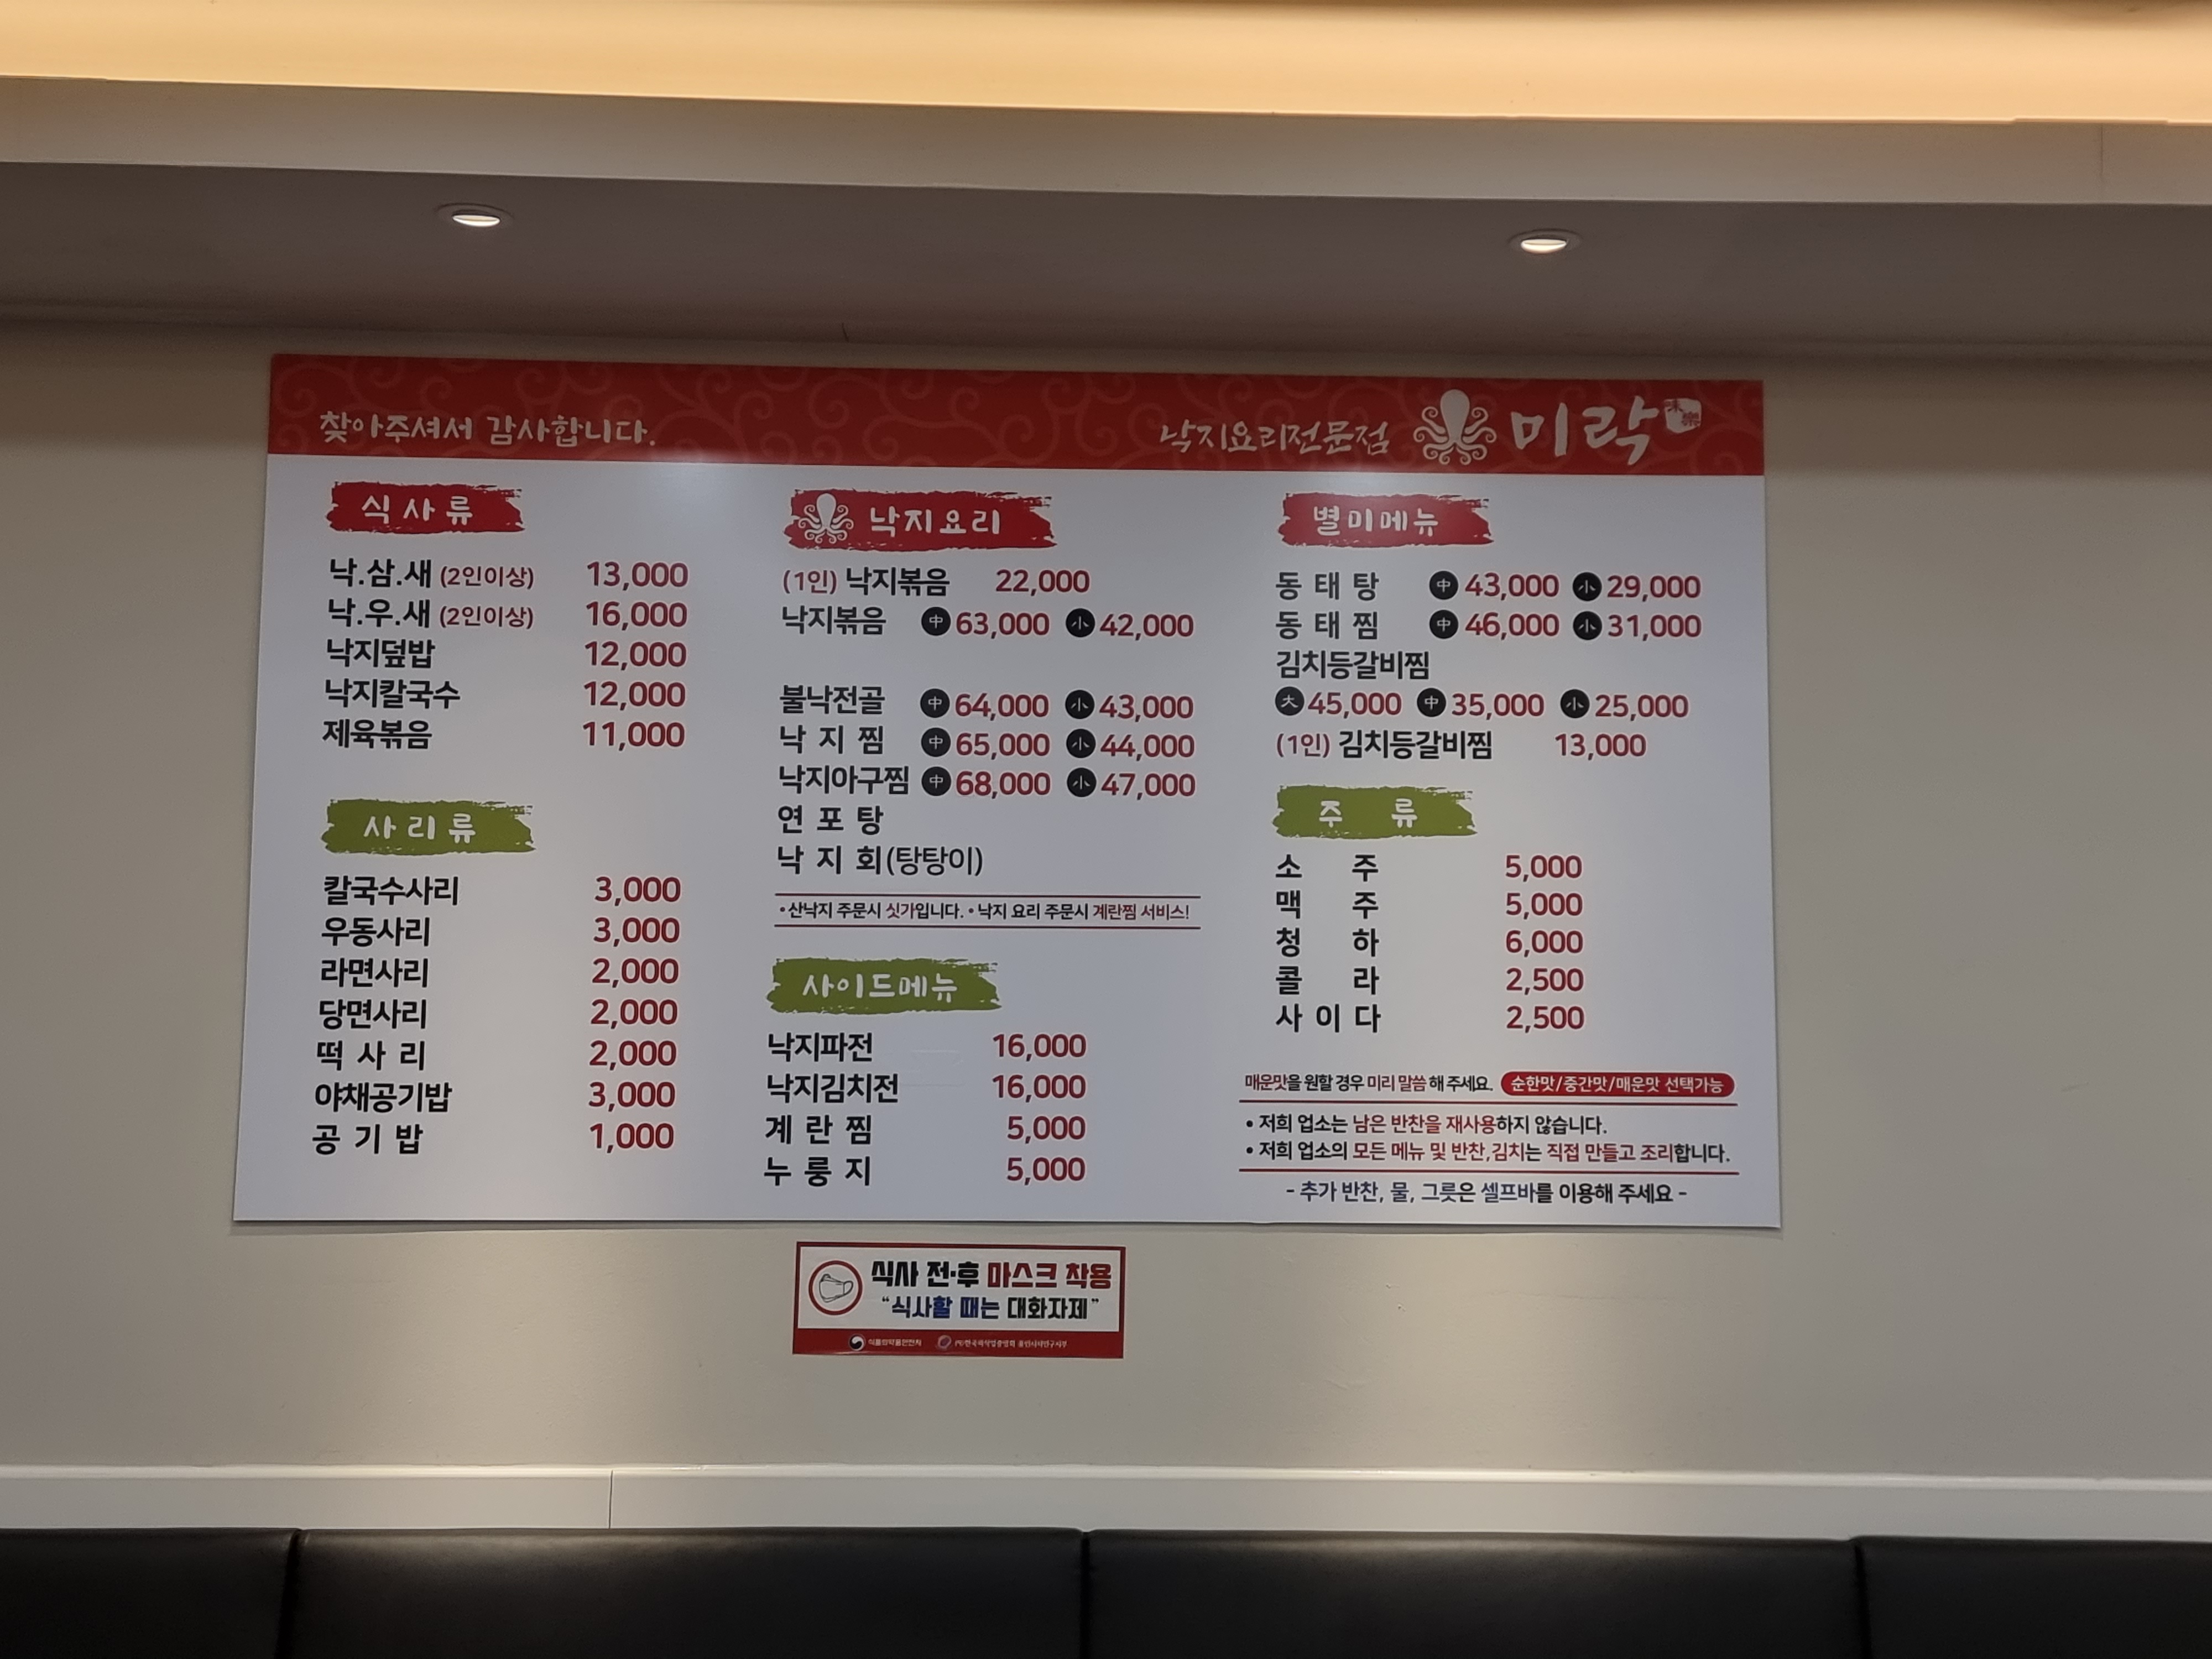 찾아주셔서 감사합니다.
낙지요리전문점 미락
식사류
낙.삼.새 (2인이상) 13,000
낙.우.새 (2인이상) 16,000
낙지덮밥 12,000
낙지칼국수 12,000
제육볶음 11,000
사리류
칼국수사리 3,000
우동사리 3,000
라면사리 2,000
당면사리 2,000
떡 사 리 2,000
야채공기밥 3,000
공 기 밥 1,000
낙지요리
(1인) 낙지볶음 22,000
낙지볶음 中 63,000 小 42,000
불낙전골 中 64,000 小 43,000
낙 지 찜 中 65,000 小 44,000
낙지아구찜 中 68,000 小 47,000
연 포 탕
낙 지 회(탕탕이)
• 산낙지 주문시 싯가입니다. • 낙지 요리 주문시 계란찜 서비스!
사이드메뉴
낙지파전 16,000
낙지김치전 16,000
계 란 찜 5,000
누 룽 지 5,000
별미메뉴
동 태 탕 中 43,000 小 29,000
동 태 찜 中 46,000 小 31,000
김치등갈비찜
大 45,000 中 35,000 小 25,000
(1인) 김치등갈비찜 13,000
주 류
소 주 5,000
맥 주 5,000
청 하 6,000
콜 라 2,500
사 이 다 2,500
매운맛을 원할 경우 미리 말씀 해 주세요. 순한맛/중간맛/매운맛 선택가능
• 저희 업소는 남은 반찬을 재사용하지 않습니다.
• 저희 업소의 모든 메뉴 및 반찬,김치는 직접 만들고 조리합니다.
- 추가 반찬, 물, 그릇은 셀프바를 이용해 주세요 -
식사 전·후 마스크 착용
"식사할 때는 대화자제"
식품의약품안전처